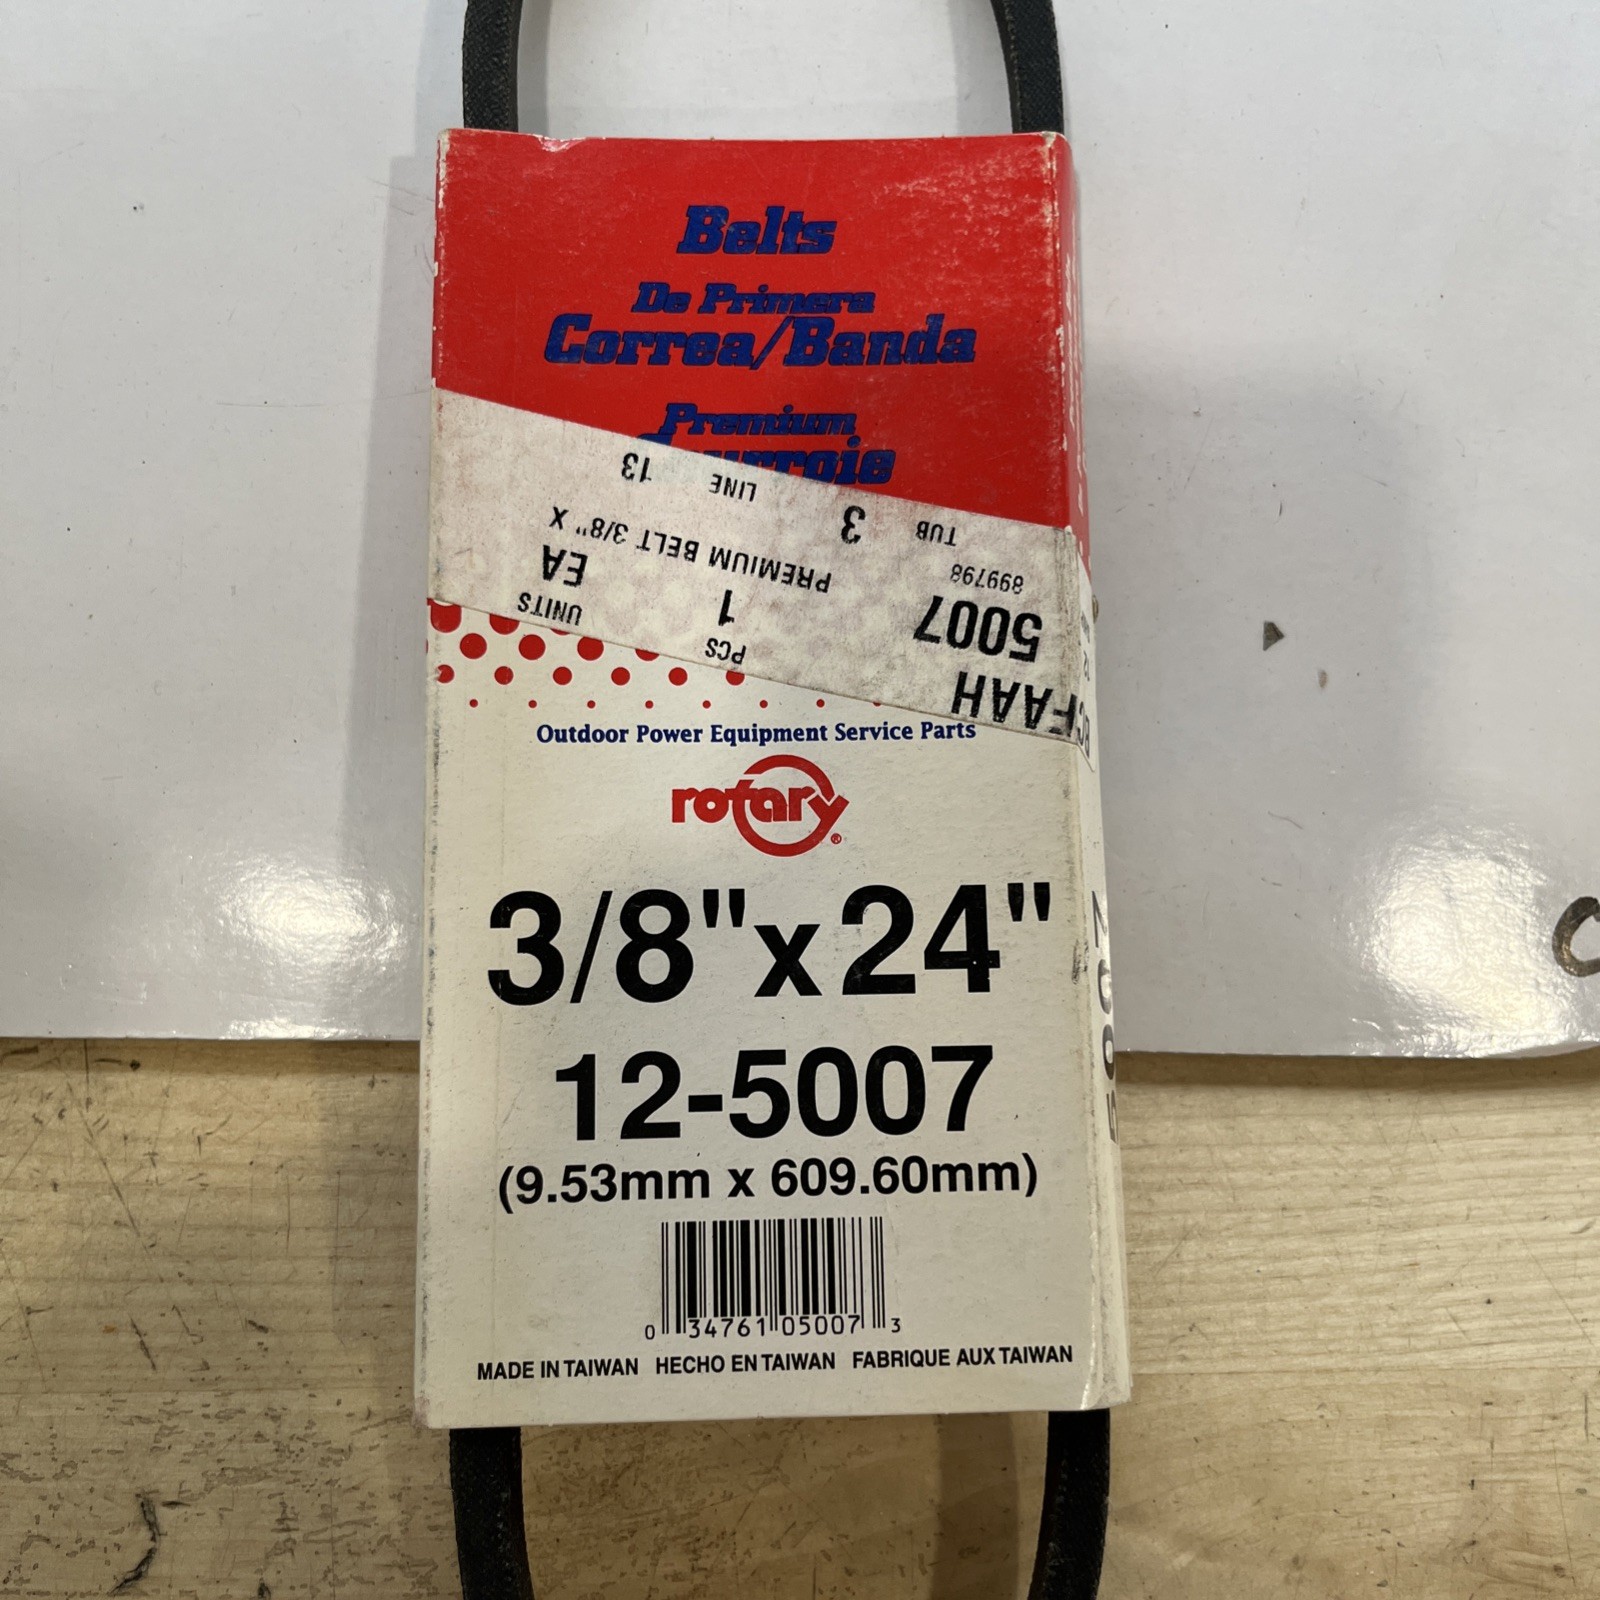 Belts
De Primera
Correa/Banda
Premium
LINE 13
TUB 3
PREMIUM BELT 3/8" X
899798
UNITS EA
PCS 1
5007
FAAH
Outdoor Power Equipment Service Parts
rotary®
3/8"x24"
12-5007
(9.53mm x 609.60mm)
0 34761 05007 3
MADE IN TAIWAN HECHO EN TAIWAN FABRIQUE AUX TAIWAN